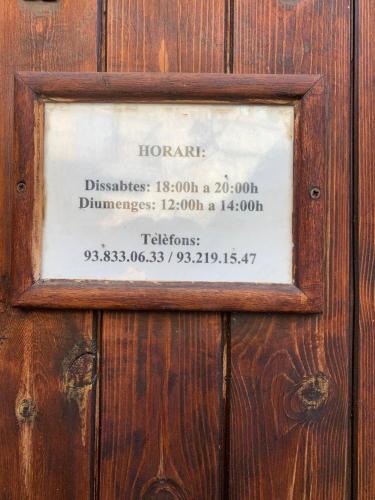 HORARI:
Dissabtes: 18:00h a 20:00h
Diumenges: 12:00h a 14:00h
Telèfons:
93.833.06.33 / 93.219.15.47